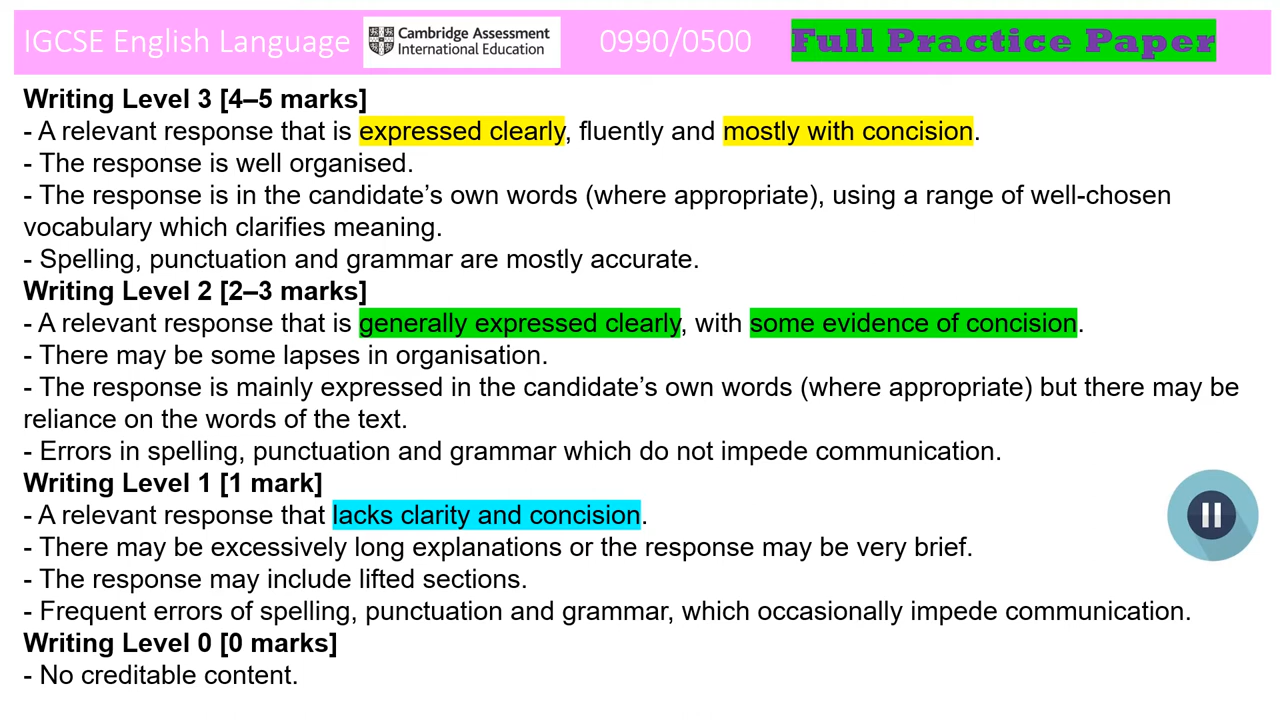 IGCSE English Language
Cambridge Assessment
International Education
0990/0500
Full Practice Paper
Writing Level 3 [4–5 marks]
- A relevant response that is expressed clearly, fluently and mostly with concision.
- The response is well organised.
- The response is in the candidate’s own words (where appropriate), using a range of well-chosen
vocabulary which clarifies meaning.
- Spelling, punctuation and grammar are mostly accurate.
Writing Level 2 [2–3 marks]
- A relevant response that is generally expressed clearly, with some evidence of concision.
- There may be some lapses in organisation.
- The response is mainly expressed in the candidate’s own words (where appropriate) but there may be
reliance on the words of the text.
- Errors in spelling, punctuation and grammar which do not impede communication.
Writing Level 1 [1 mark]
- A relevant response that lacks clarity and concision.
- There may be excessively long explanations or the response may be very brief.
- The response may include lifted sections.
- Frequent errors of spelling, punctuation and grammar, which occasionally impede communication.
Writing Level 0 [0 marks]
- No creditable content.